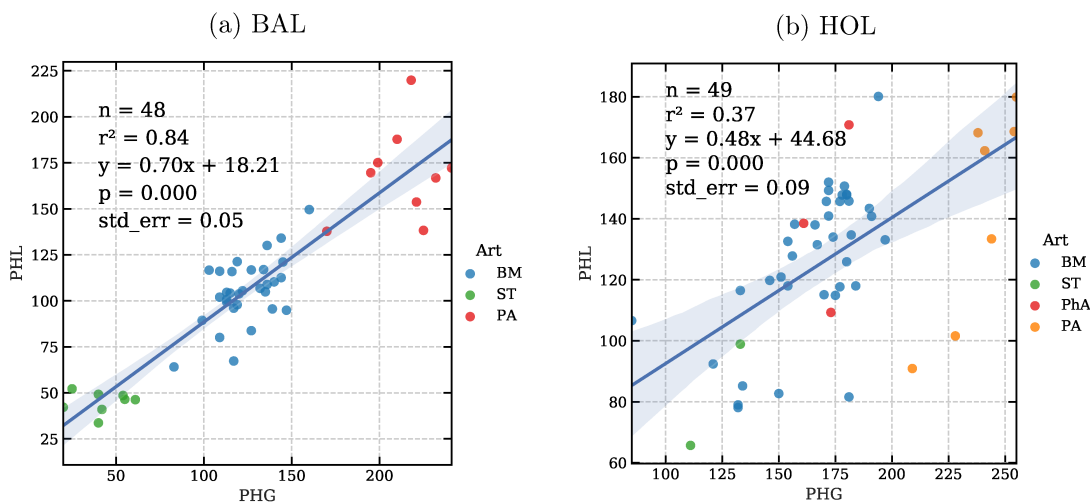 (a) BAL
225
200
175
150
125
100
75
50
25
PHL
n = 48
r² = 0.84
y = 0.70x + 18.21
p = 0.000
std_err = 0.05
50
100
150
200
PHG
Art
BM
ST
PA
(b) HOL
180
160
140
120
100
80
60
PHL
n = 49
r² = 0.37
y = 0.48x + 44.68
p = 0.000
std_err = 0.09
100
125
150
175
200
225
250
PHG
Art
BM
ST
PhA
PA